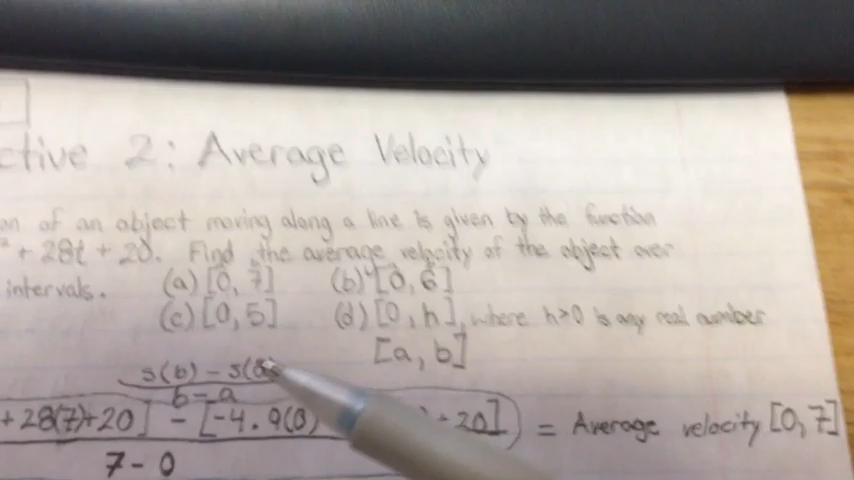 ctive 2: Average Velocity
on of an object moving along a line is given by the function
² + 28t + 20. Find the average velocity of the object over
intervals. (a) [0, 7] (b) [0, 6]
(c) [0, 5] (d) [0, h], where h>0 is any real number
[a, b]
s(b) - s(
b - a
+ 28(7)+20] - [-4.9(0) ) + 20] = Average velocity [0, 7]
7 - 0